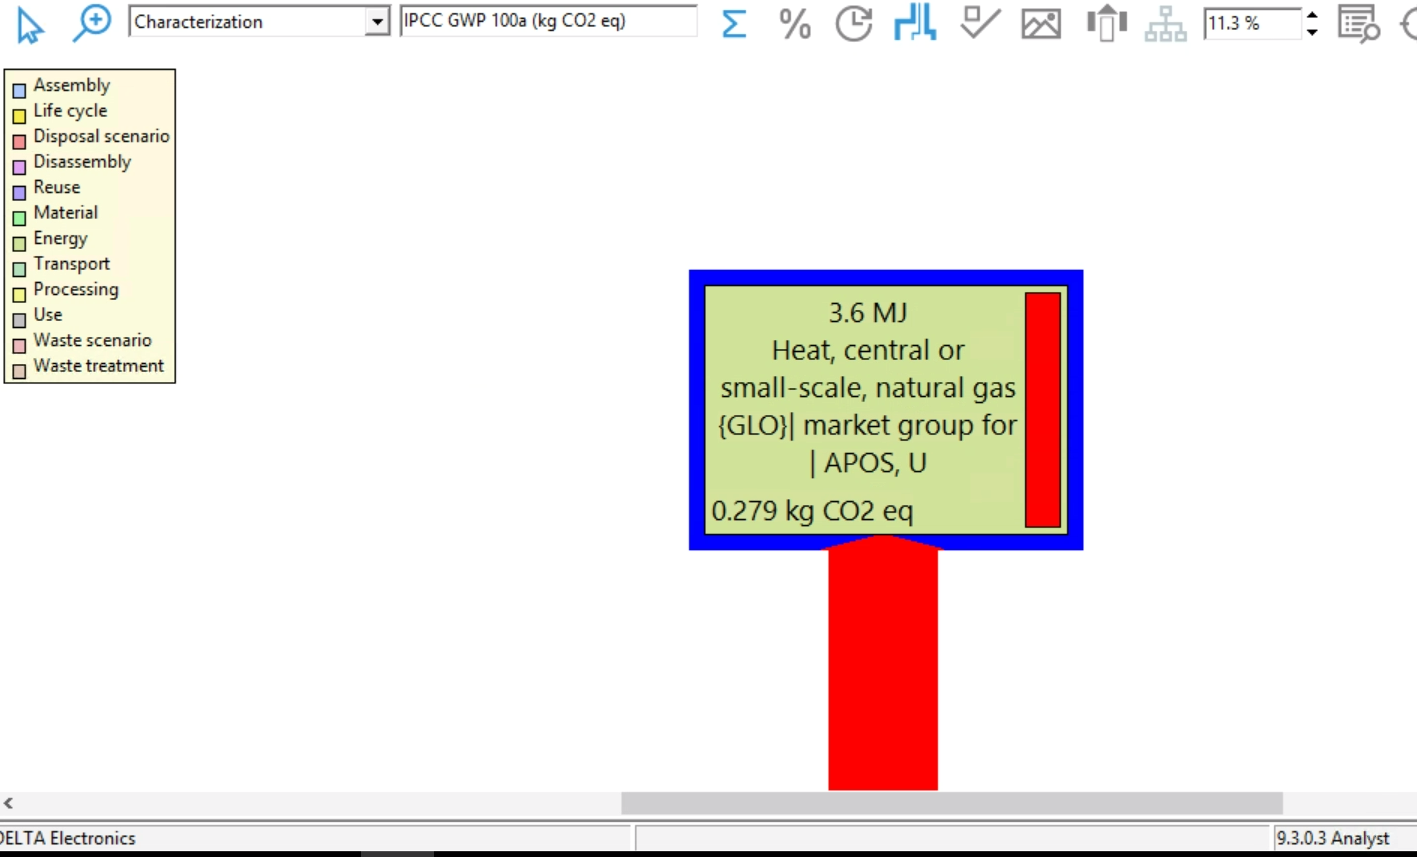 Characterization
IPCC GWP 100a (kg CO2 eq)
Σ
%
11.3 %
Assembly
Life cycle
Disposal scenario
Disassembly
Reuse
Material
Energy
Transport
Processing
Use
Waste scenario
Waste treatment
3.6 MJ
Heat, central or
small-scale, natural gas
{GLO}| market group for
| APOS, U
0.279 kg CO2 eq
DELTA Electronics
9.3.0.3 Analyst